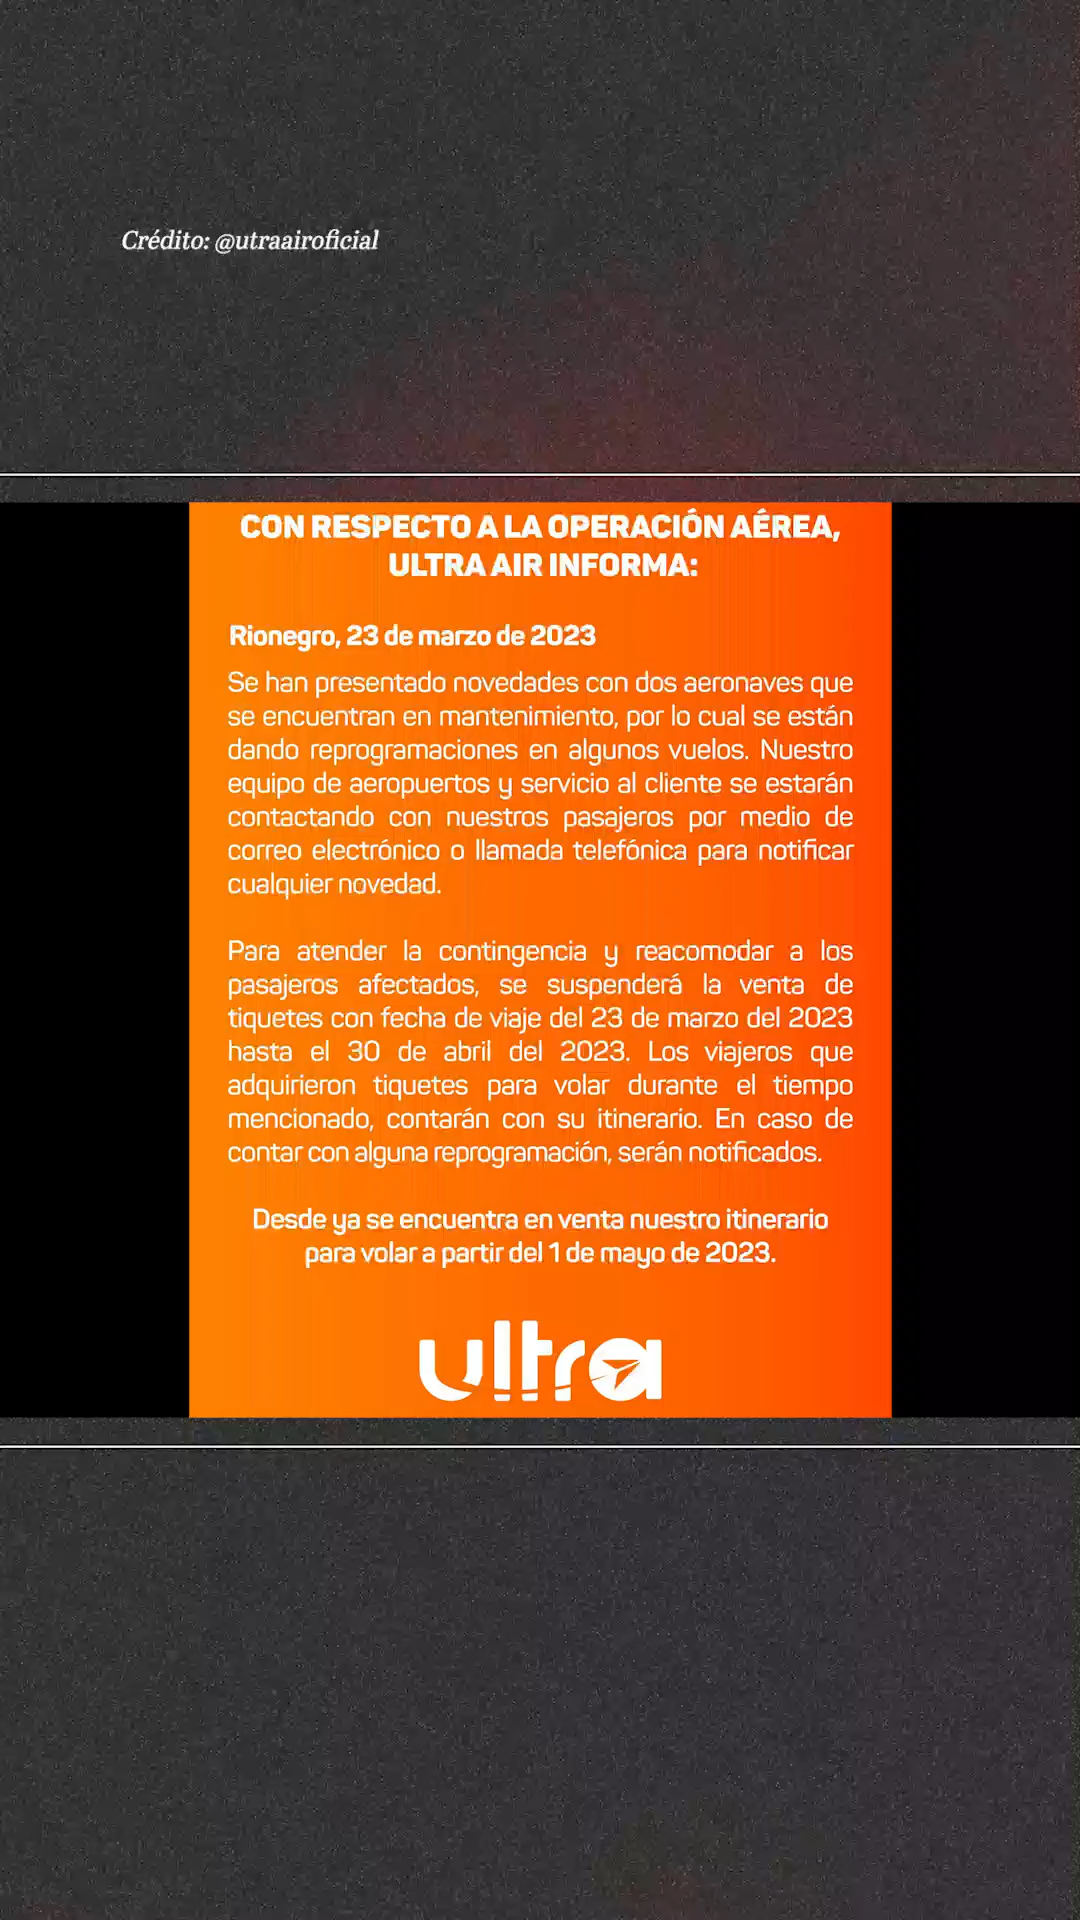 Crédito: @utraairoficial
CON RESPECTO A LA OPERACIÓN AÉREA,
ULTRA AIR INFORMA:
Rionegro, 23 de marzo de 2023
Se han presentado novedades con dos aeronaves que
se encuentran en mantenimiento, por lo cual se están
dando reprogramaciones en algunos vuelos. Nuestro
equipo de aeropuertos y servicio al cliente se estarán
contactando con nuestros pasajeros por medio de
correo electrónico o llamada telefónica para notificar
cualquier novedad.
Para atender la contingencia y reacomodar a los
pasajeros afectados, se suspenderá la venta de
tiquetes con fecha de viaje del 23 de marzo del 2023
hasta el 30 de abril del 2023. Los viajeros que
adquirieron tiquetes para volar durante el tiempo
mencionado, contarán con su itinerario. En caso de
contar con alguna reprogramación, serán notificados.
Desde ya se encuentra en venta nuestro itinerario
para volar a partir del 1 de mayo de 2023.
ultra